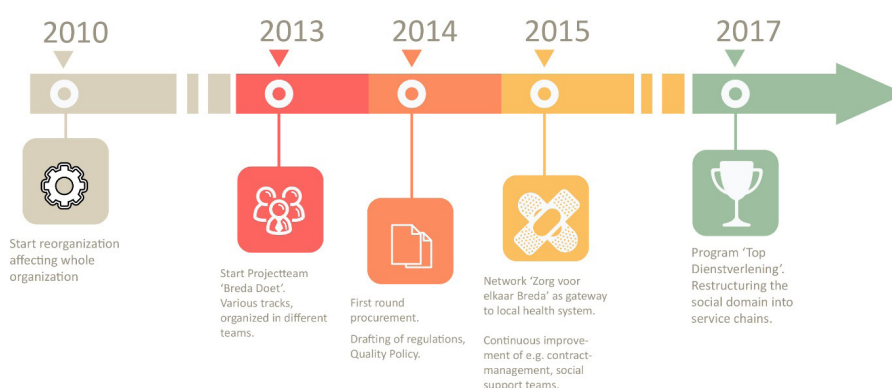 2010
2013
2014
2015
2017
Start reorganization
affecting whole
organization
Start Projectteam
‘Breda Doet’.
Various tracks,
organized in different
teams.
First round
procurement.
Drafting of regulations,
Quality Policy.
Network ‘Zorg voor
elkaar Breda’ as gateway
to local health system.
Continuous improve-
ment of e.g. contract-
management, social
support teams.
Program ‘Top
Dienstverlening’.
Restructuring the
social domain into
service chains.